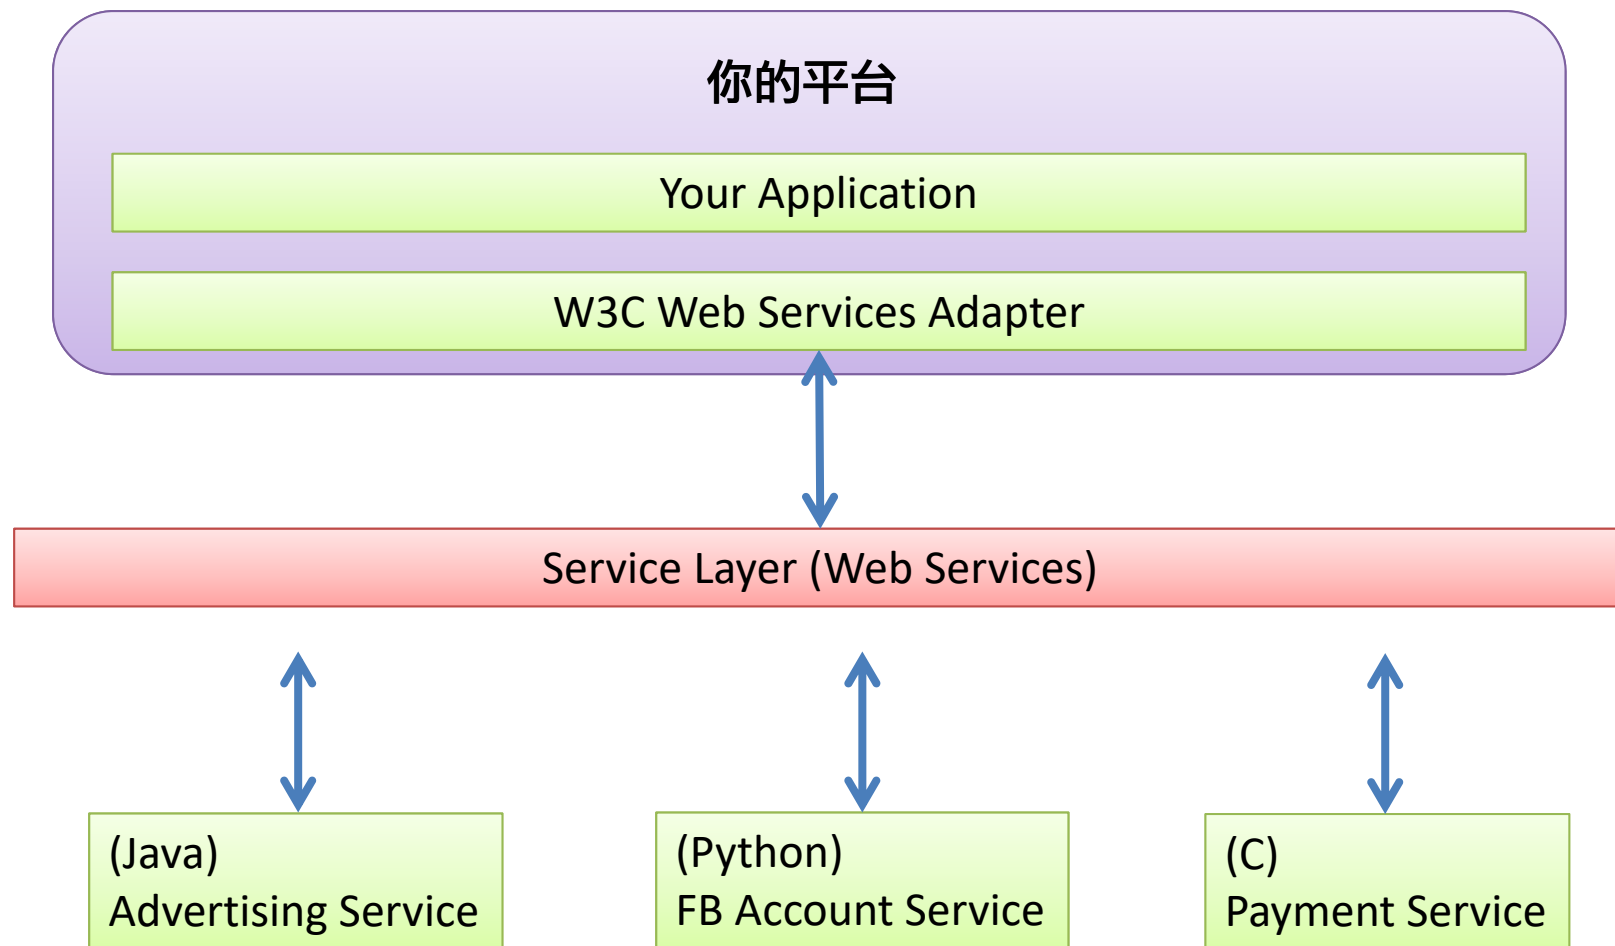 你的平台
Your Application
W3C Web Services Adapter
Service Layer (Web Services)
(Java)
Advertising Service
(Python)
FB Account Service
(C)
Payment Service